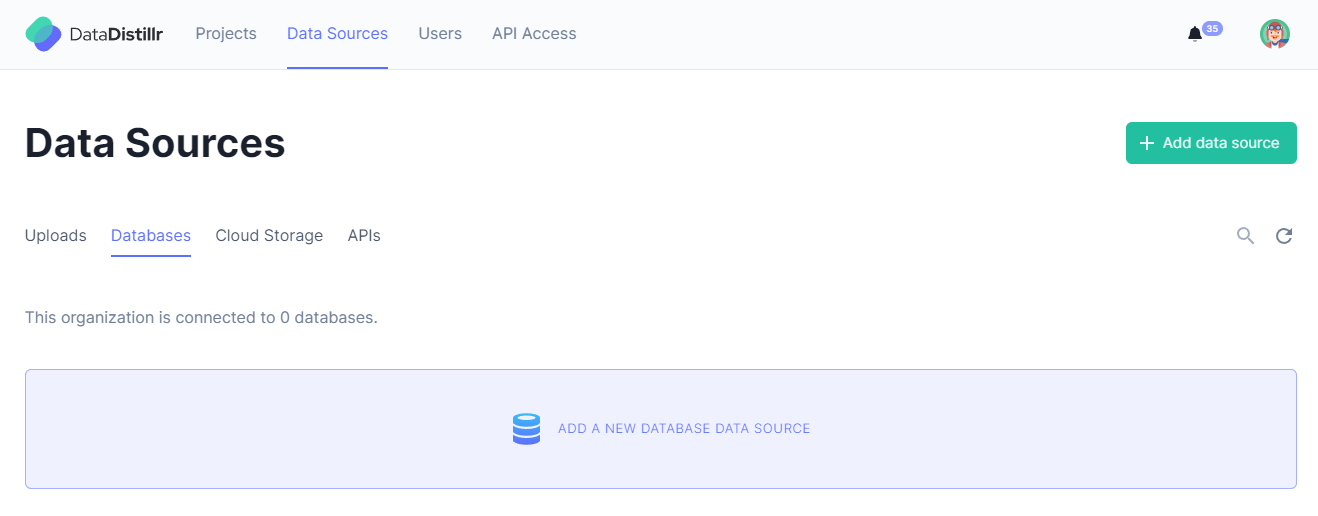 DataDistillr Projects Data Sources Users API Access 35
Data Sources
+ Add data source
Uploads Databases Cloud Storage APIs
This organization is connected to 0 databases.
ADD A NEW DATABASE DATA SOURCE